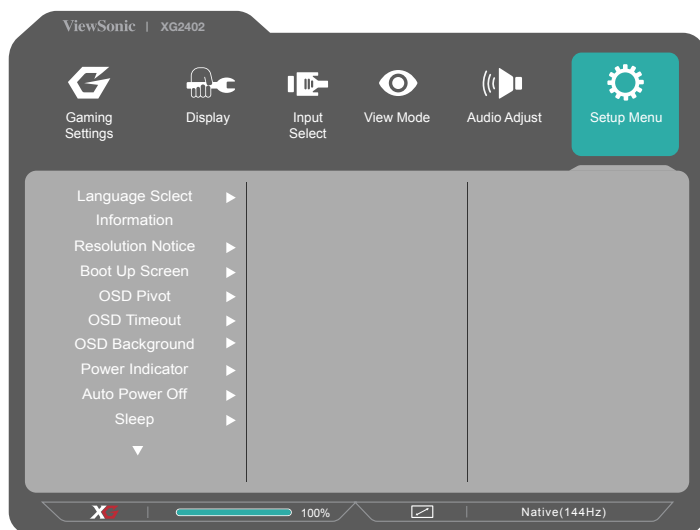 ViewSonic | XG2402
Gaming
Settings
Display
Input
Select
View Mode
Audio Adjust
Setup Menu
Language Sclect
Information
Resolution Notice
Boot Up Screen
OSD Pivot
OSD Timeout
OSD Background
Power Indicator
Auto Power Off
Sleep
XG
100%
Native(144Hz)